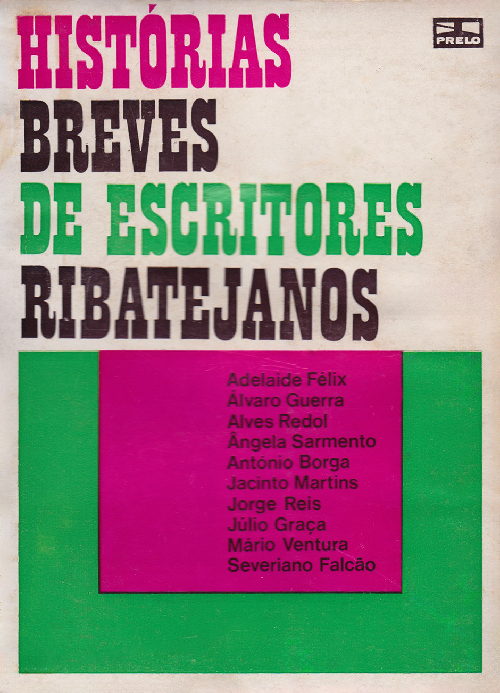 HISTÓRIAS
BREVES
DE ESCRITORES
RIBATEJANOS
PRELO
Adelaide Félix
Álvaro Guerra
Alves Redol
Ângela Sarmento
António Borga
Jacinto Martins
Jorge Reis
Júlio Graça
Mário Ventura
Severiano Falcão